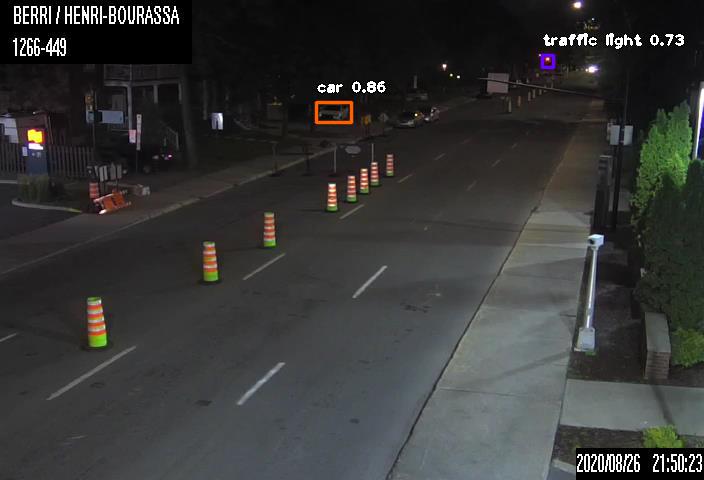 BERRI / HENRI-BOURASSA
1266-449
traffic light 0.73
car 0.86
2020/08/26 21:50:23